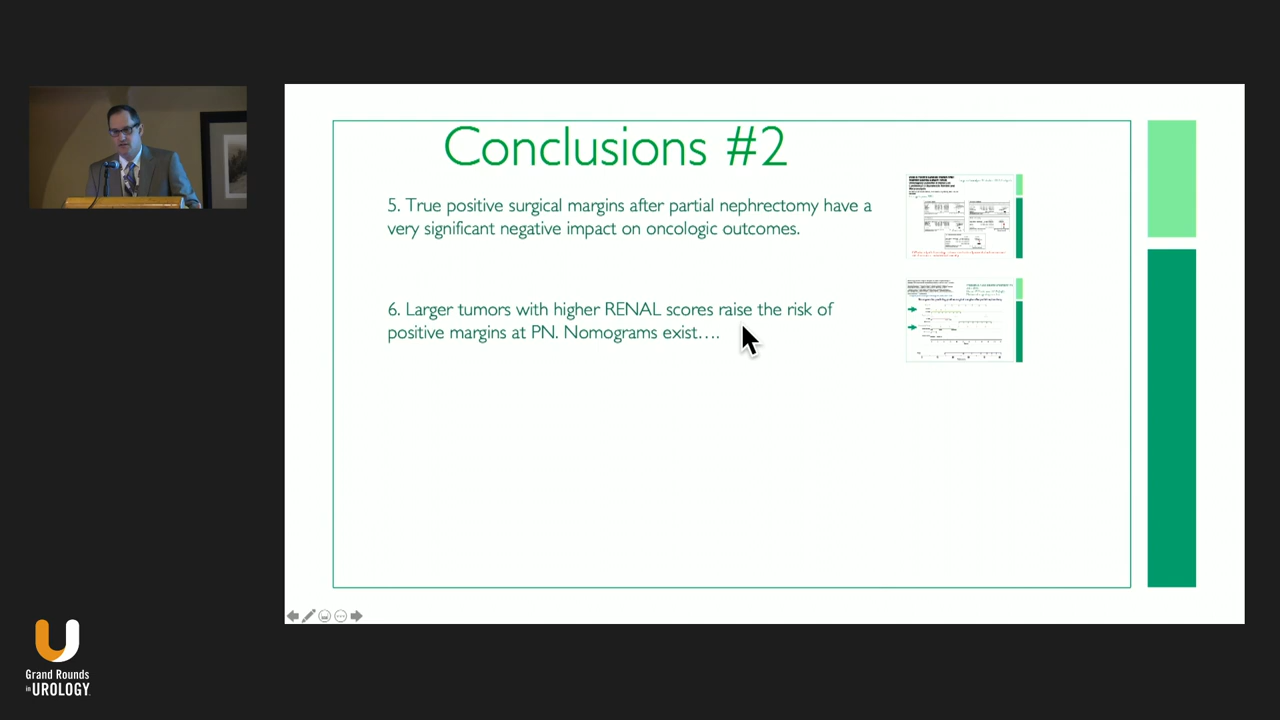 Conclusions #2
5. True positive surgical margins after partial nephrectomy have a
very significant negative impact on oncologic outcomes.
6. Larger tumors with higher RENAL scores raise the risk of
positive margins at PN. Nomograms exist….
Grand Rounds
in UROLOGY